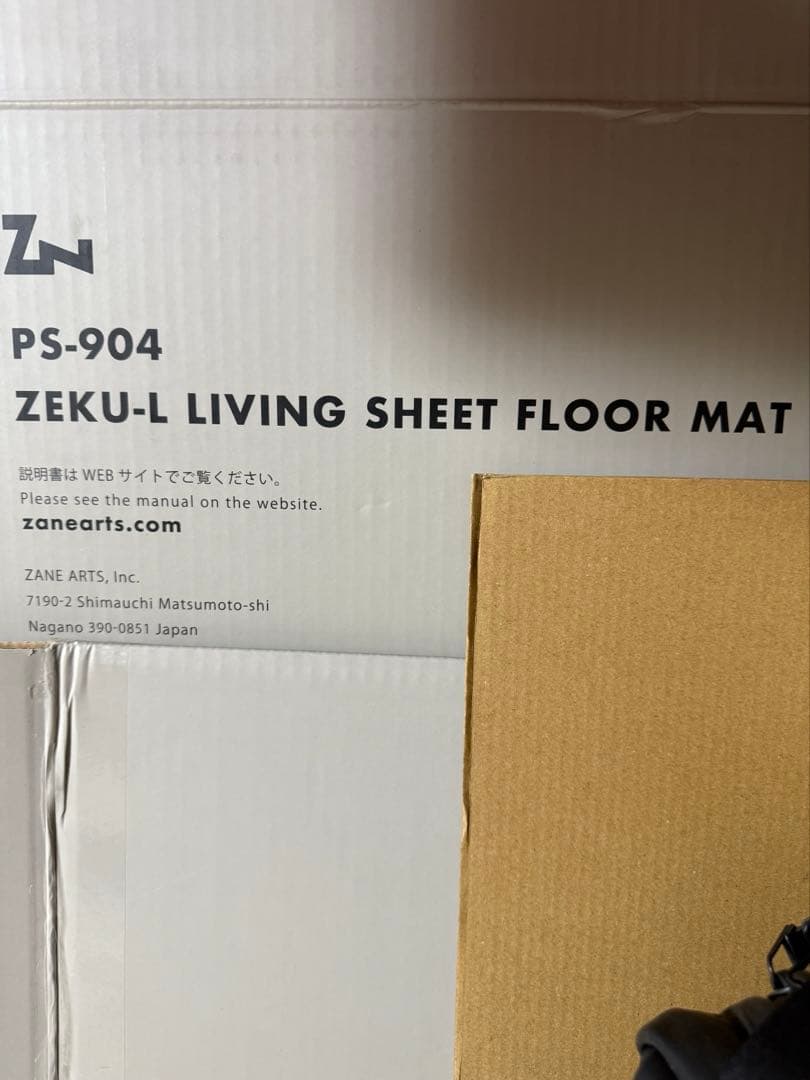 ZN
PS-904
ZEKU-L LIVING SHEET FLOOR MAT
説明書は WEB サイトでご覧ください。
Please see the manual on the website.
zanearts.com
ZANE ARTS, Inc.
7190-2 Shimauchi Matsumoto-shi
Nagano 390-0851 Japan